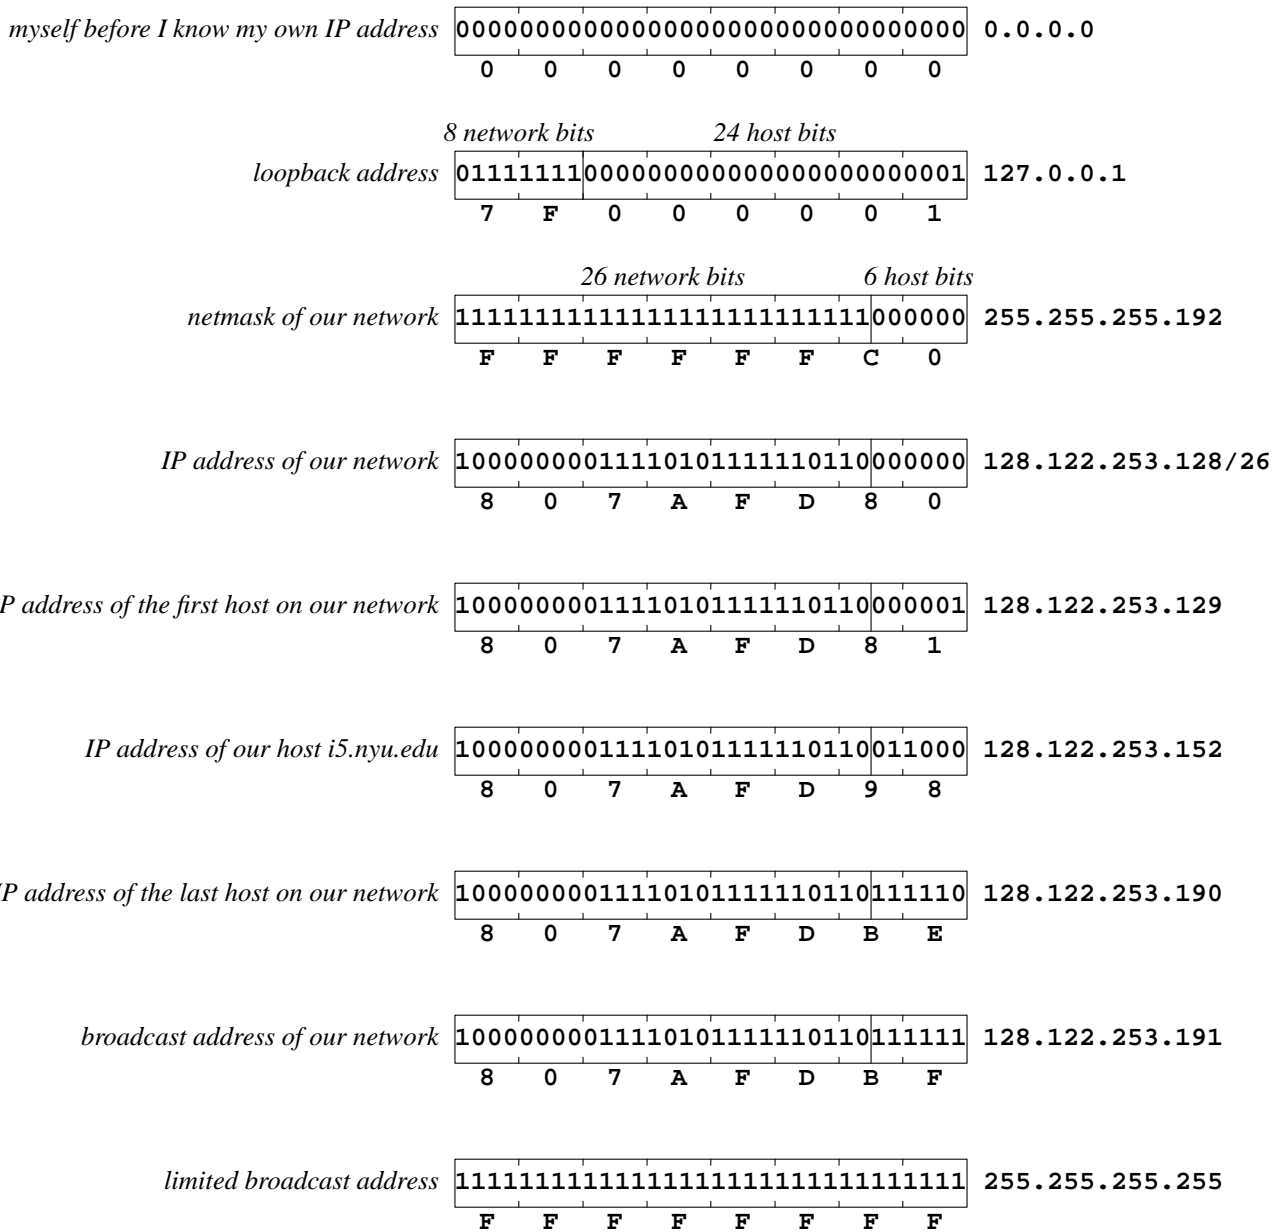 myself before I know my own IP address 00000000000000000000000000000000 0.0.0.0
0 0 0 0 0 0 0 0
8 network bits 24 host bits
loopback address 01111111000000000000000000000001 127.0.0.1
7 F 0 0 0 0 0 1
26 network bits 6 host bits
netmask of our network 11111111111111111111111111000000 255.255.255.192
F F F F F F C 0
IP address of our network 10000000011110101111110110000000 128.122.253.128/26
8 0 7 A F D 8 0
P address of the first host on our network 10000000011110101111110110000001 128.122.253.129
8 0 7 A F D 8 1
IP address of our host i5.nyu.edu 10000000011110101111110110011000 128.122.253.152
8 0 7 A F D 9 8
IP address of the last host on our network 10000000011110101111110110111110 128.122.253.190
8 0 7 A F D B E
broadcast address of our network 10000000011110101111110110111111 128.122.253.191
8 0 7 A F D B F
limited broadcast address 11111111111111111111111111111111 255.255.255.255
F F F F F F F F